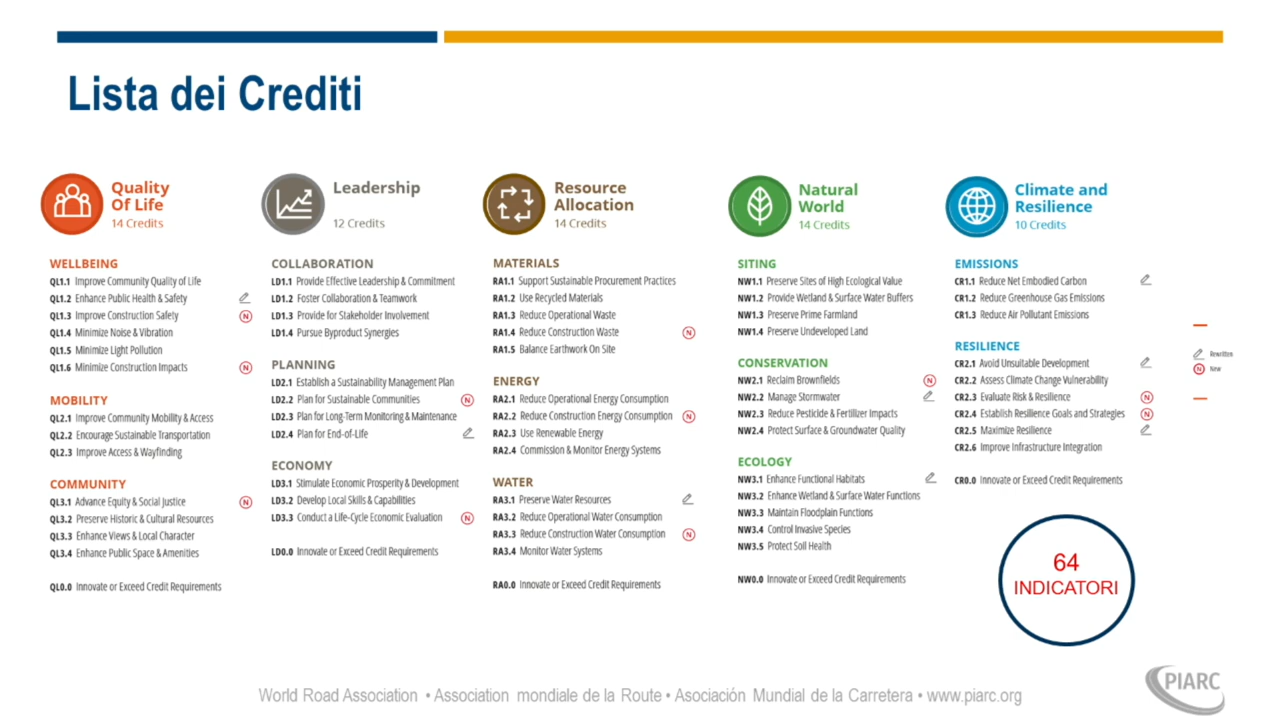 Lista dei Crediti
Quality
Of Life
14 Credits
WELLBEING
QL1.1 Improve Community Quality of Life
QL1.2 Enhance Public Health & Safety
QL1.3 Improve Construction Safety N
QL1.4 Minimize Noise & Vibration
QL1.5 Minimize Light Pollution
QL1.6 Minimize Construction Impacts N
MOBILITY
QL2.1 Improve Community Mobility & Access
QL2.2 Encourage Sustainable Transportation
QL2.3 Improve Access & Wayfinding
COMMUNITY
QL3.1 Advance Equity & Social Justice N
QL3.2 Preserve Historic & Cultural Resources
QL3.3 Enhance Views & Local Character
QL3.4 Enhance Public Space & Amenities
QL0.0 Innovate or Exceed Credit Requirements
Leadership
12 Credits
COLLABORATION
LD1.1 Provide Effective Leadership & Commitment
LD1.2 Foster Collaboration & Teamwork
LD1.3 Provide for Stakeholder Involvement
LD1.4 Pursue Byproduct Synergies
PLANNING
LD2.1 Establish a Sustainability Management Plan
LD2.2 Plan for Sustainable Communities N
LD2.3 Plan for Long-Term Monitoring & Maintenance
LD2.4 Plan for End-of-Life
ECONOMY
LD3.1 Stimulate Economic Prosperity & Development
LD3.2 Develop Local Skills & Capabilities
LD3.3 Conduct a Life-Cycle Economic Evaluation N
LD0.0 Innovate or Exceed Credit Requirements
Resource
Allocation
14 Credits
MATERIALS
RA1.1 Support Sustainable Procurement Practices
RA1.2 Use Recycled Materials
RA1.3 Reduce Operational Waste
RA1.4 Reduce Construction Waste N
RA1.5 Balance Earthwork On Site
ENERGY
RA2.1 Reduce Operational Energy Consumption
RA2.2 Reduce Construction Energy Consumption N
RA2.3 Use Renewable Energy
RA2.4 Commission & Monitor Energy Systems
WATER
RA3.1 Preserve Water Resources
RA3.2 Reduce Operational Water Consumption
RA3.3 Reduce Construction Water Consumption N
RA3.4 Monitor Water Systems
RA0.0 Innovate or Exceed Credit Requirements
Natural
World
14 Credits
SITING
NW1.1 Preserve Sites of High Ecological Value
NW1.2 Provide Wetland & Surface Water Buffers
NW1.3 Preserve Prime Farmland
NW1.4 Preserve Undeveloped Land
CONSERVATION
NW2.1 Reclaim Brownfields N
NW2.2 Manage Stormwater
NW2.3 Reduce Pesticide & Fertilizer Impacts
NW2.4 Protect Surface & Groundwater Quality
ECOLOGY
NW3.1 Enhance Functional Habitats
NW3.2 Enhance Wetland & Surface Water Functions
NW3.3 Maintain Floodplain Functions
NW3.4 Control Invasive Species
NW3.5 Protect Soil Health
NW0.0 Innovate or Exceed Credit Requirements
Climate and
Resilience
10 Credits
EMISSIONS
CR1.1 Reduce Net Embodied Carbon
CR1.2 Reduce Greenhouse Gas Emissions
CR1.3 Reduce Air Pollutant Emissions
RESILIENCE
CR2.1 Avoid Unsuitable Development
CR2.2 Assess Climate Change Vulnerability
CR2.3 Evaluate Risk & Resilience N
CR2.4 Establish Resilience Goals and Strategies N
CR2.5 Maximize Resilience
CR2.6 Improve Infrastructure Integration
CR0.0 Innovate or Exceed Credit Requirements
Rewritten
N New
64
INDICATORI
World Road Association • Association mondiale de la Route • Asociación Mundial de la Carretera • www.piarc.org
PIARC